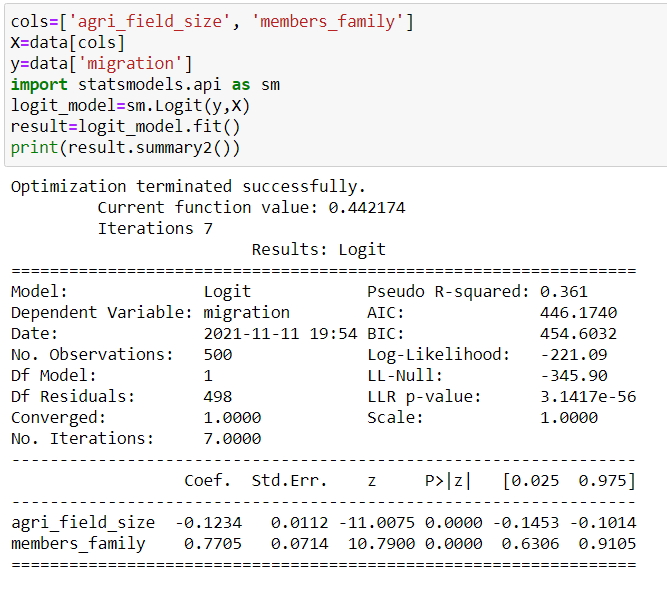 cols=['agri_field_size', 'members_family']
X=data[cols]
y=data['migration']
import statsmodels.api as sm
logit_model=sm.Logit(y,X)
result=logit_model.fit()
print(result.summary2())
Optimization terminated successfully.
         Current function value: 0.442174
         Iterations 7
                         Results: Logit
=================================================================
Model:              Logit            Pseudo R-squared: 0.361
Dependent Variable: migration        AIC:              446.1740
Date:               2021-11-11 19:54 BIC:              454.6032
No. Observations:   500              Log-Likelihood:   -221.09
Df Model:           1                LL-Null:          -345.90
Df Residuals:       498              LLR p-value:      3.1417e-56
Converged:          1.0000           Scale:            1.0000
No. Iterations:     7.0000
-----------------------------------------------------------------
                  Coef.  Std.Err.    z     P>|z|   [0.025  0.975]
-----------------------------------------------------------------
agri_field_size  -0.1234   0.0112 -11.0075 0.0000 -0.1453 -0.1014
members_family    0.7705   0.0714  10.7900 0.0000  0.6306  0.9105
=================================================================